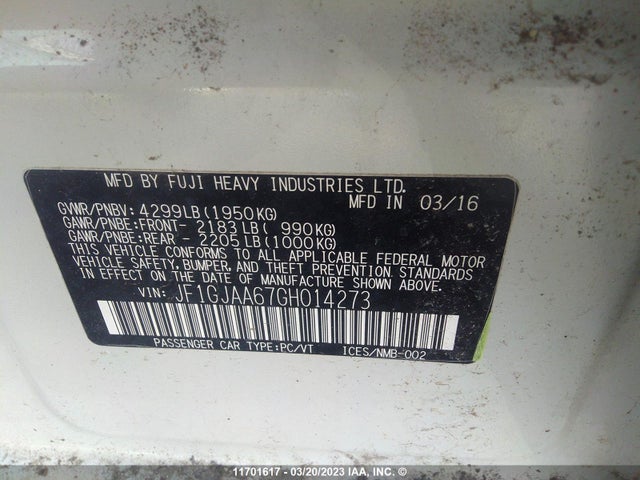 MFD BY FUJI HEAVY INDUSTRIES LTD.
MFD IN 03/16
GVWR/PNBV: 4299LB(1950KG)
GAWR/PNBE:FRONT- 2183LB( 990KG)
GAWR/PNBE:REAR - 2205LB(1000KG)
THIS VEHICLE CONFORMS TO ALL APPLICABLE FEDERAL MOTOR
VEHICLE SAFETY, BUMPER, AND THEFT PREVENTION STANDARDS
IN EFFECT ON THE DATE OF MANUFACTURE SHOWN ABOVE.
VIN: JF1GJAA67GH014273
PASSENGER CAR TYPE:PC/VT ICES/NMB-002
11701617 - 03/20/2023 IAA, INC. ©